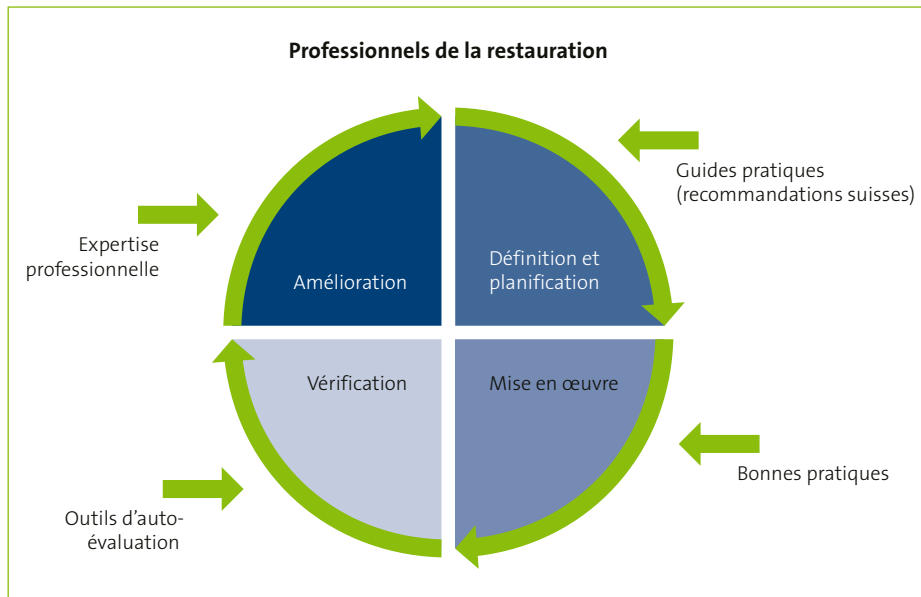 Professionnels de la restauration
Guides pratiques
(recommandations suisses)
Expertise
professionnelle
Amélioration
Définition et
planification
Vérification
Mise en œuvre
Bonnes pratiques
Outils d'auto-
évaluation